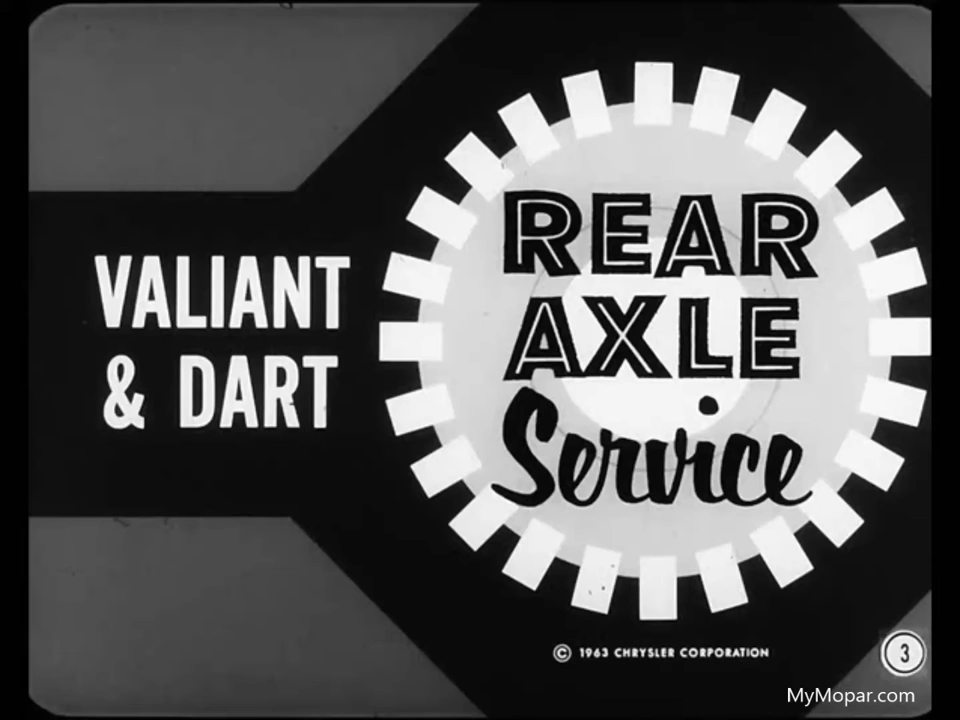 VALIANT
& DART
REAR
AXLE
Service
© 1963 CHRYSLER CORPORATION
3
MyMopar.com